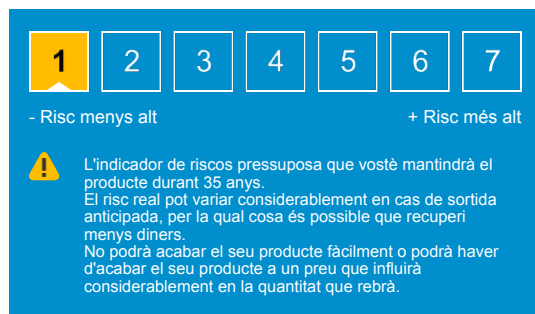 1 2 3 4 5 6 7
- Risc menys alt + Risc més alt
L'indicador de riscos pressuposa que vostè mantindrà el
producte durant 35 anys.
El risc real pot variar considerablement en cas de sortida
anticipada, per la qual cosa és possible que recuperi
menys diners.
No podrà acabar el seu producte fàcilment o podrà haver
d'acabar el seu producte a un preu que influirà
considerablement en la quantitat que rebrà.